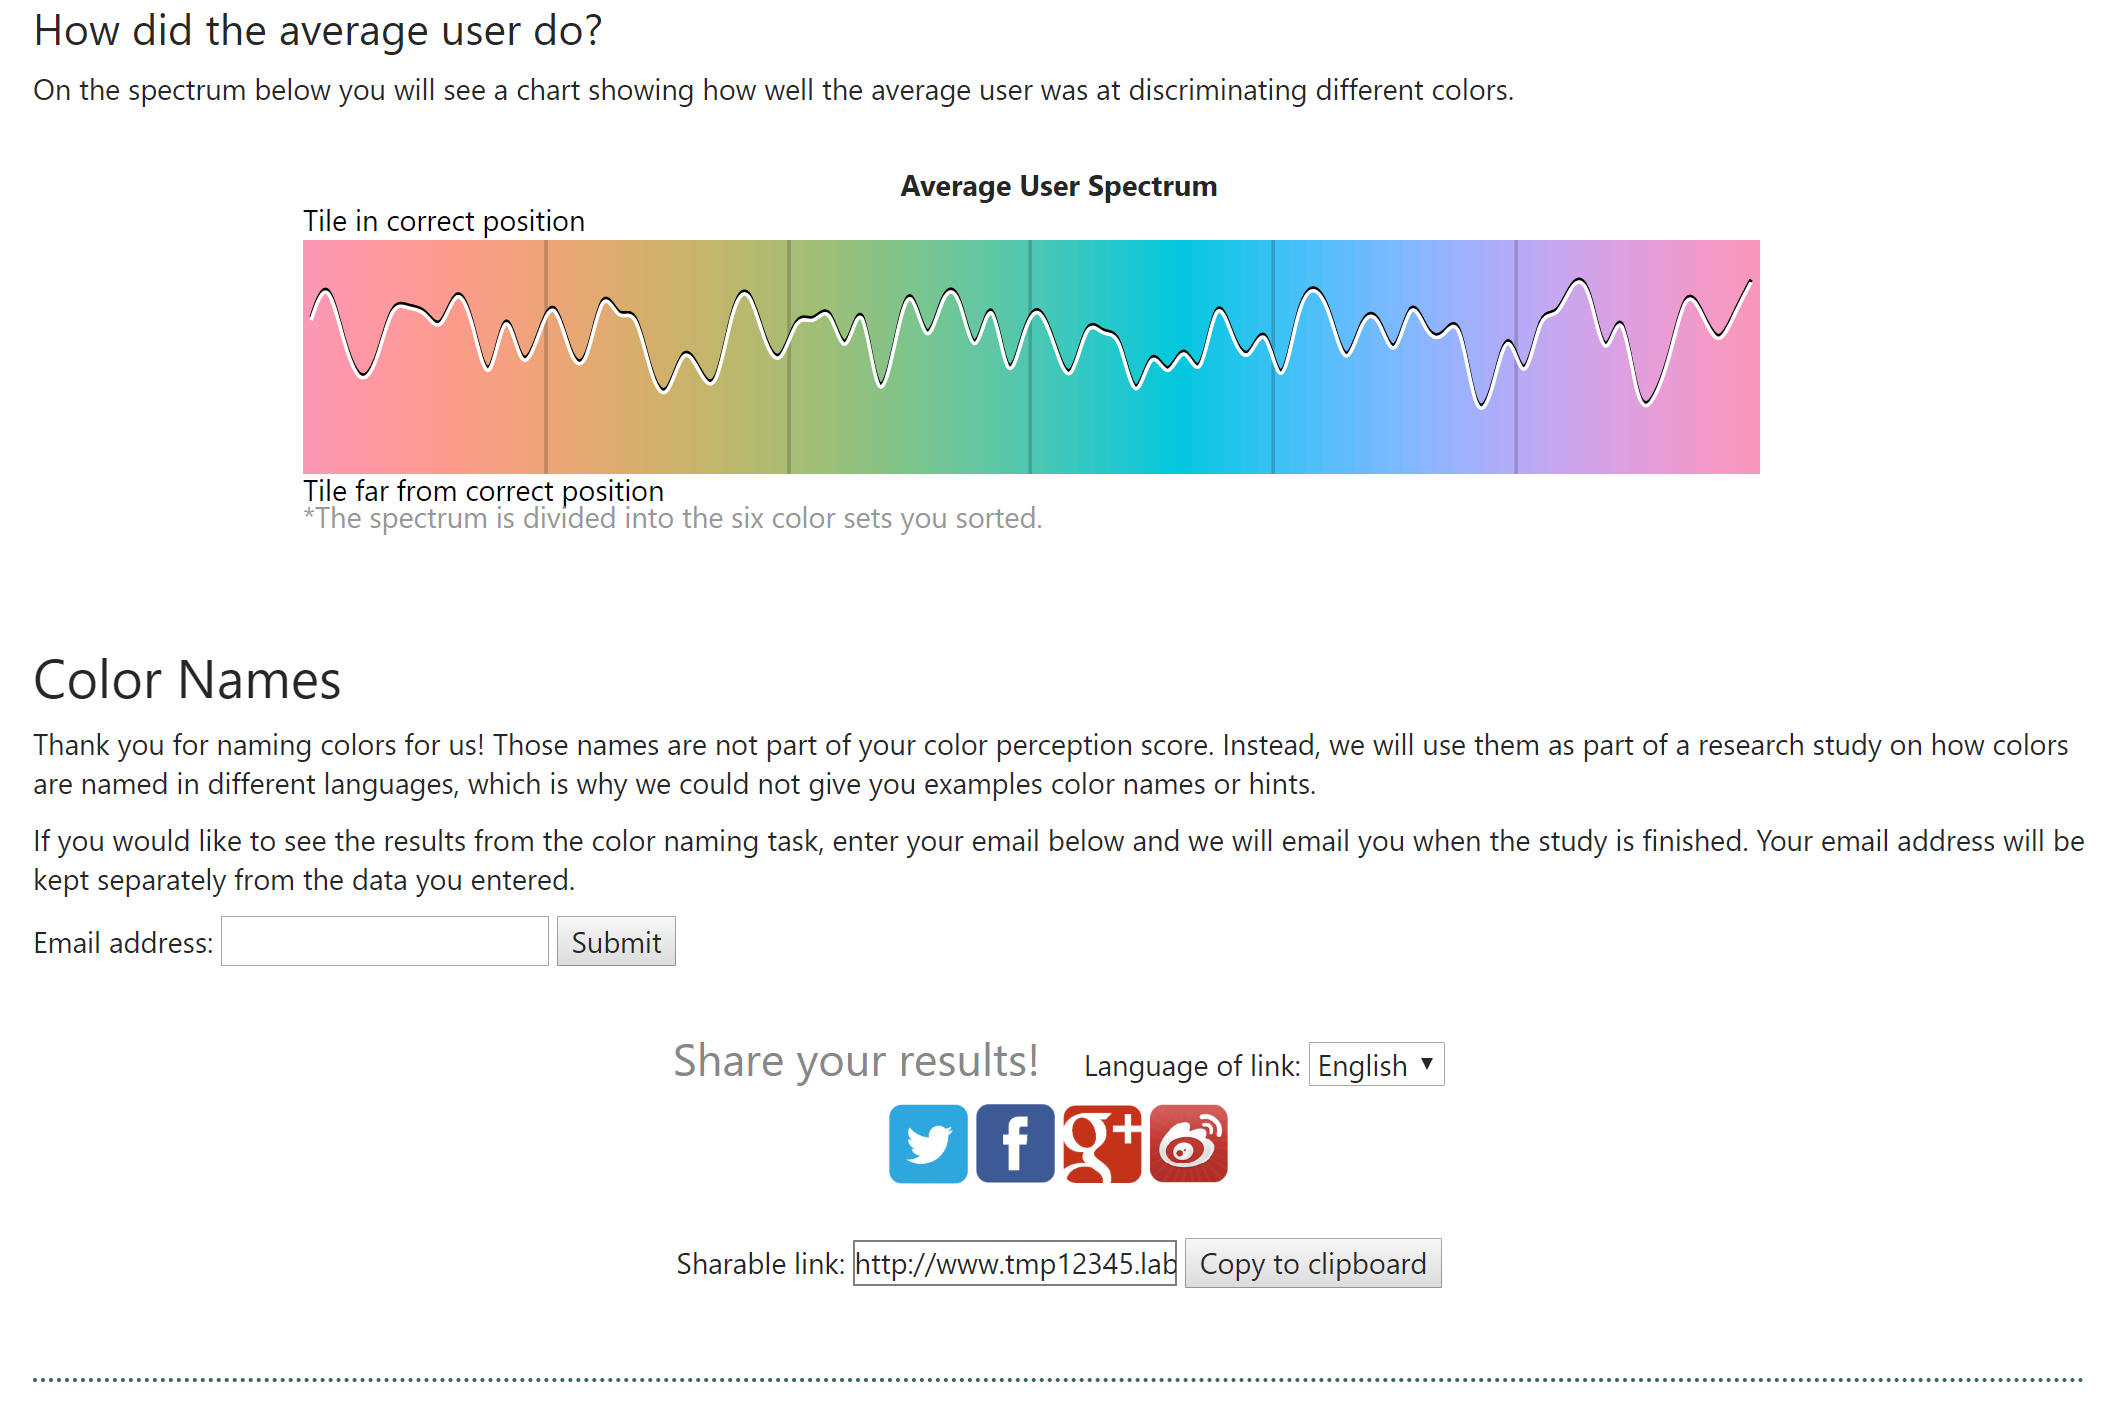 How did the average user do?
On the spectrum below you will see a chart showing how well the average user was at discriminating different colors.
Average User Spectrum
Tile in correct position
Tile far from correct position
*The spectrum is divided into the six color sets you sorted.
Color Names
Thank you for naming colors for us! Those names are not part of your color perception score. Instead, we will use them as part of a research study on how colors
are named in different languages, which is why we could not give you examples color names or hints.
If you would like to see the results from the color naming task, enter your email below and we will email you when the study is finished. Your email address will be
kept separately from the data you entered.
Email address: Submit
Share your results! Language of link: English
f g+
Sharable link: http://www.tmp12345.lab Copy to clipboard